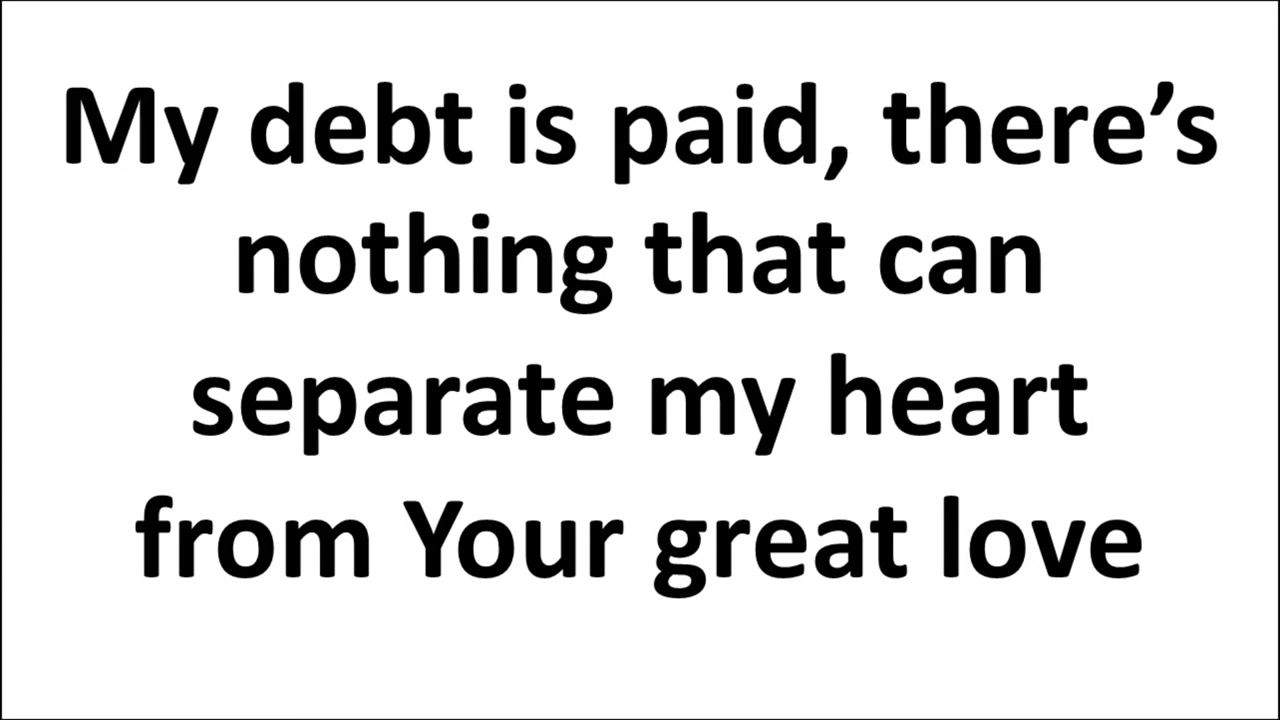 My debt is paid, there’s
nothing that can
separate my heart
from Your great love